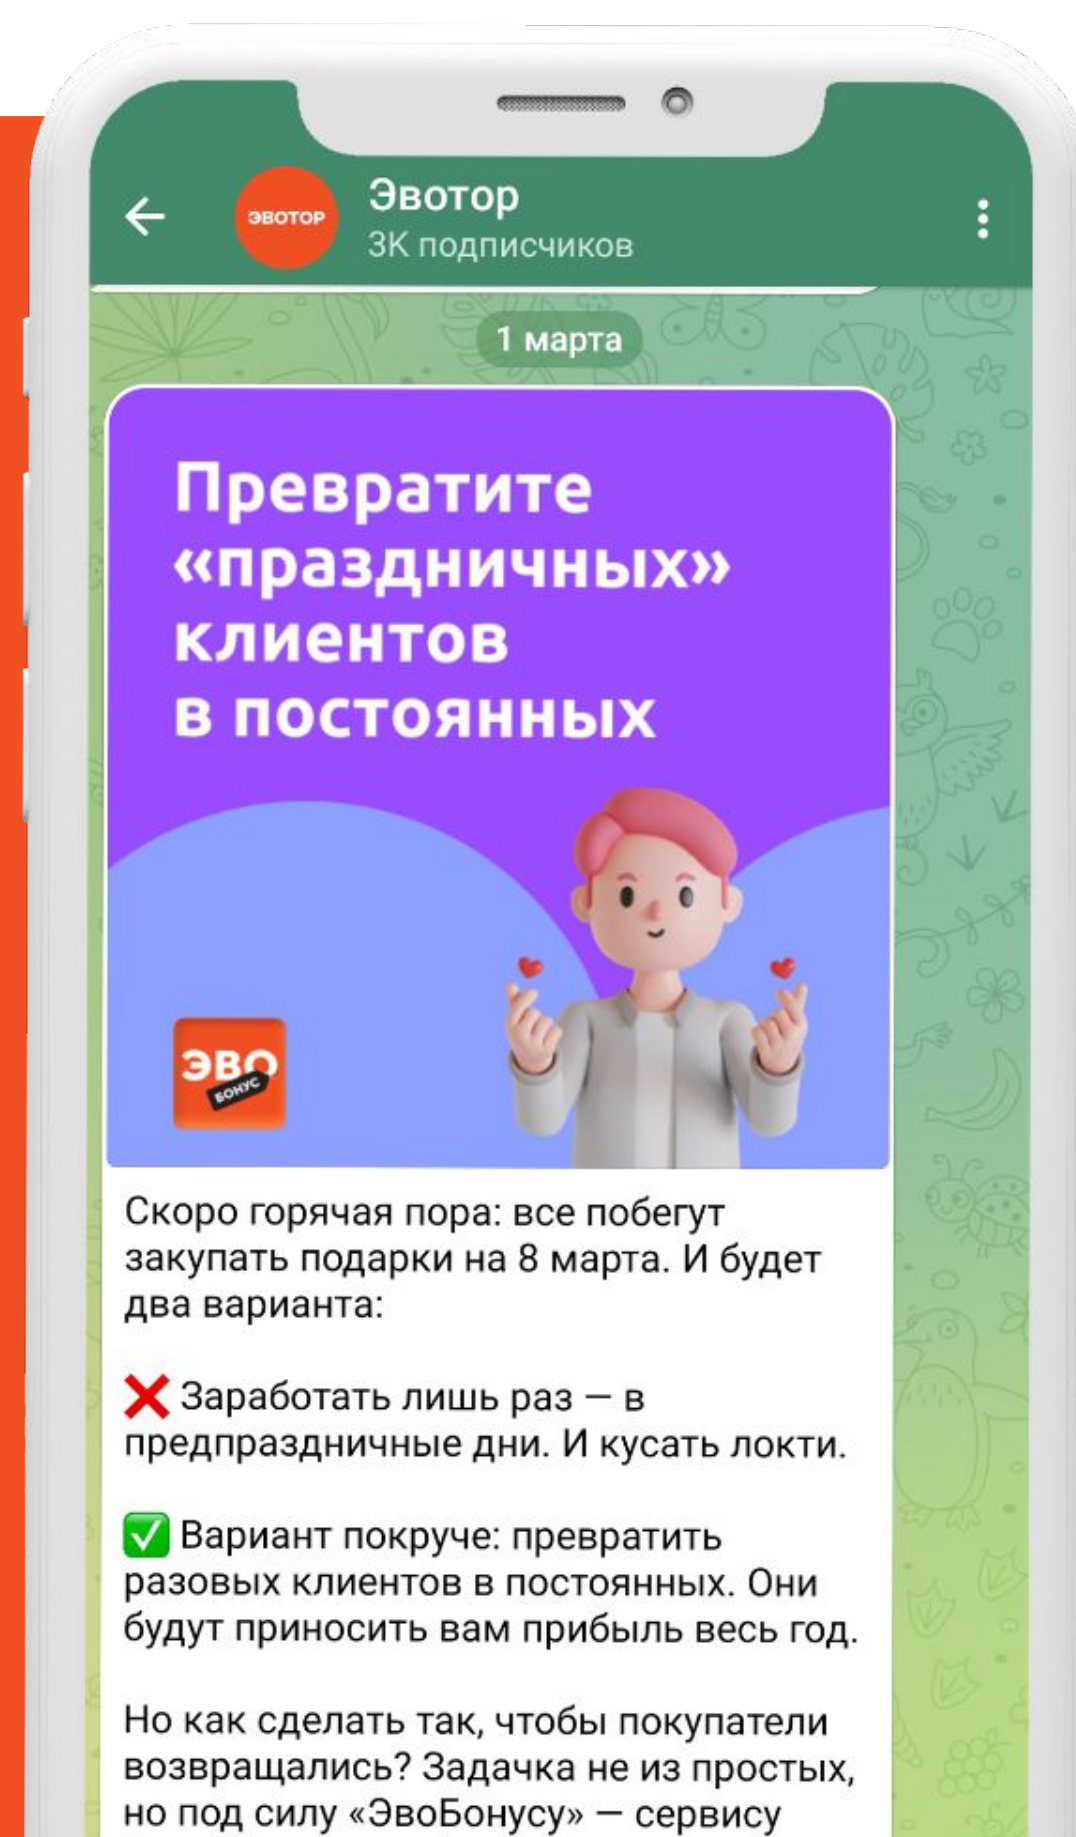 Эвотор
ЭВОТОР
3K подписчиков
1 марта
Превратите
«праздничных»
клиентов
в постоянных
ЭВО
БОНУС
Скоро горячая пора: все побегут
закупать подарки на 8 марта. И будет
два варианта:
❌ Заработать лишь раз — в
предпраздничные дни. И кусать локти.
✅ Вариант покруче: превратить
разовых клиентов в постоянных. Они
будут приносить вам прибыль весь год.
Но как сделать так, чтобы покупатели
возвращались? Задачка не из простых,
но под силу «ЭвоБонусу» — сервису